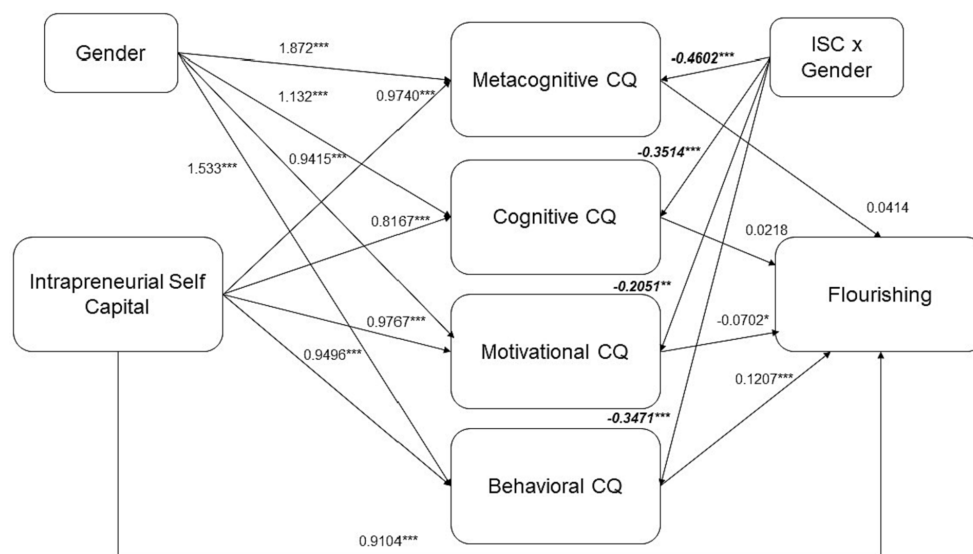 Gender
1.872***
Metacognitive CQ
-0.4602***
ISC x
Gender
0.9740***
1.132***
0.9415***
1.533***
-0.3514***
Cognitive CQ
0.8167***
0.0414
0.0218
Intrapreneurial Self
Capital
Flourishing
-0.2051**
0.9767***
Motivational CQ
-0.0702*
0.9496***
0.1207***
-0.3471***
Behavioral CQ
0.9104***